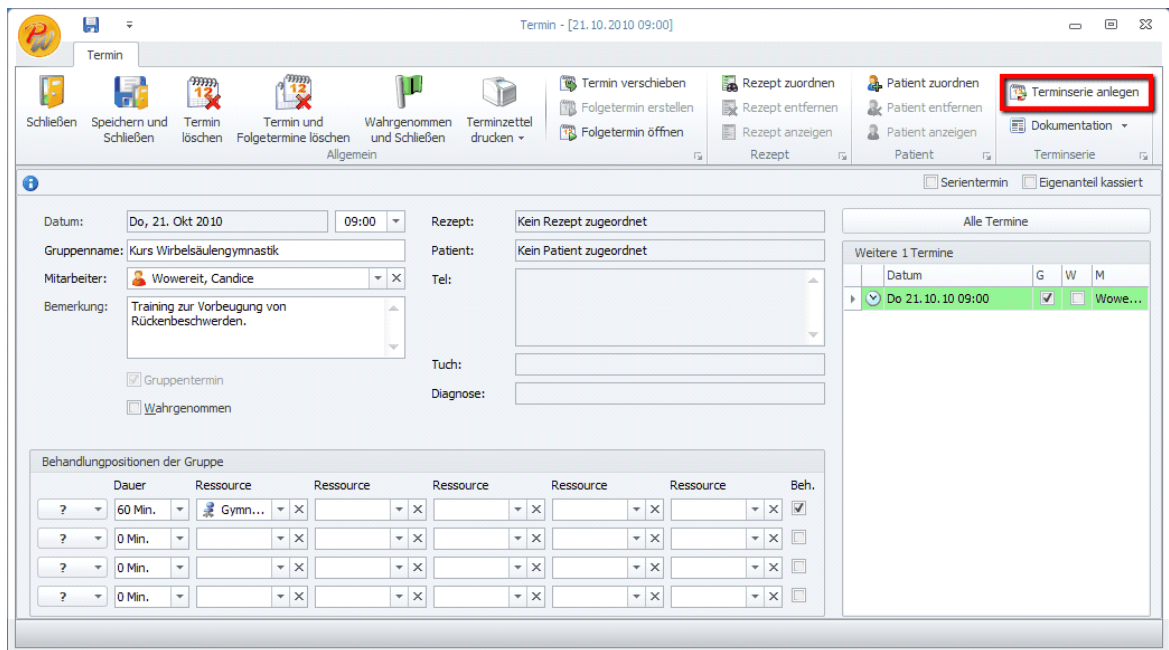 PW
Termin - [21.10.2010 09:00]
Termin
Schließen
Speichern und
Schließen
Termin
löschen
Termin und
Folgetermine löschen
Wahrgenommen
und Schließen
Terminzettel
drucken
Termin verschieben
Folgetermin erstellen
Folgetermin öffnen
Allgemein
Rezept zuordnen
Rezept entfernen
Rezept anzeigen
Rezept
Patient zuordnen
Patient entfernen
Patient anzeigen
Patient
Terminserie anlegen
Dokumentation
Terminserie
Serientermin
Eigenanteil kassiert
Datum: Do, 21. Okt 2010 09:00
Gruppenname: Kurs Wirbelsäulengymnastik
Mitarbeiter: Wowereit, Candice
Bemerkung: Training zur Vorbeugung von
Rückenbeschwerden.
Gruppentermin
Wahrgenommen
Rezept: Kein Rezept zugeordnet
Patient: Kein Patient zugeordnet
Tel:
Tuch:
Diagnose:
Alle Termine
Weitere 1 Termine
Datum G W M
Do 21.10.10 09:00 Wowe...
Behandlungpositionen der Gruppe
Dauer Ressource Ressource Ressource Ressource Ressource Beh.
? 60 Min. Gymn...
? 0 Min.
? 0 Min.
? 0 Min.